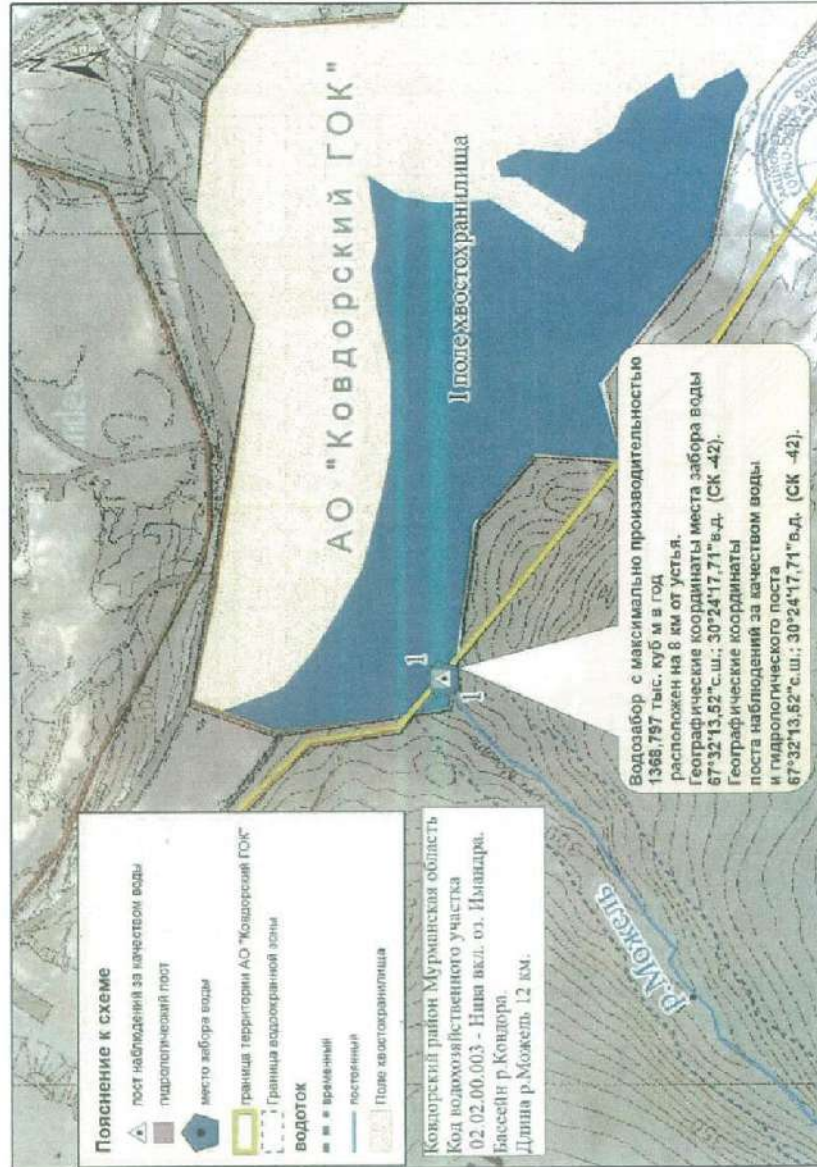 Пояснение к схеме
пост наблюдений за качеством воды
гидрологический пост
место забора воды
граница территории АО "Ковдорский ГОК"
Граница водоохранной зоны
водоток
временный
постоянный
Поле хвостохранилища
Ковдорский район Мурманская область
Код водохозяйственного участка
02.02.00.003 - Нива вкл. оз. Имандра.
Бассейн р.Ковдора.
Длина р.Можель 12 км.
АО "Ковдорский ГОК"
I поле хвостохранилища
1
1
р.Можель
Водозабор с максимально производительностью
1368,797 тыс. куб м в год
расположен на 8 км от устья.
Географические координаты места забора воды
67°32'13,52"с.ш.; 30°24'17,71"в.д. (СК -42).
Географические координаты
поста наблюдений за качеством воды
и гидрологического поста
67°32'13,52"с.ш.; 30°24'17,71"в.д. (СК -42).